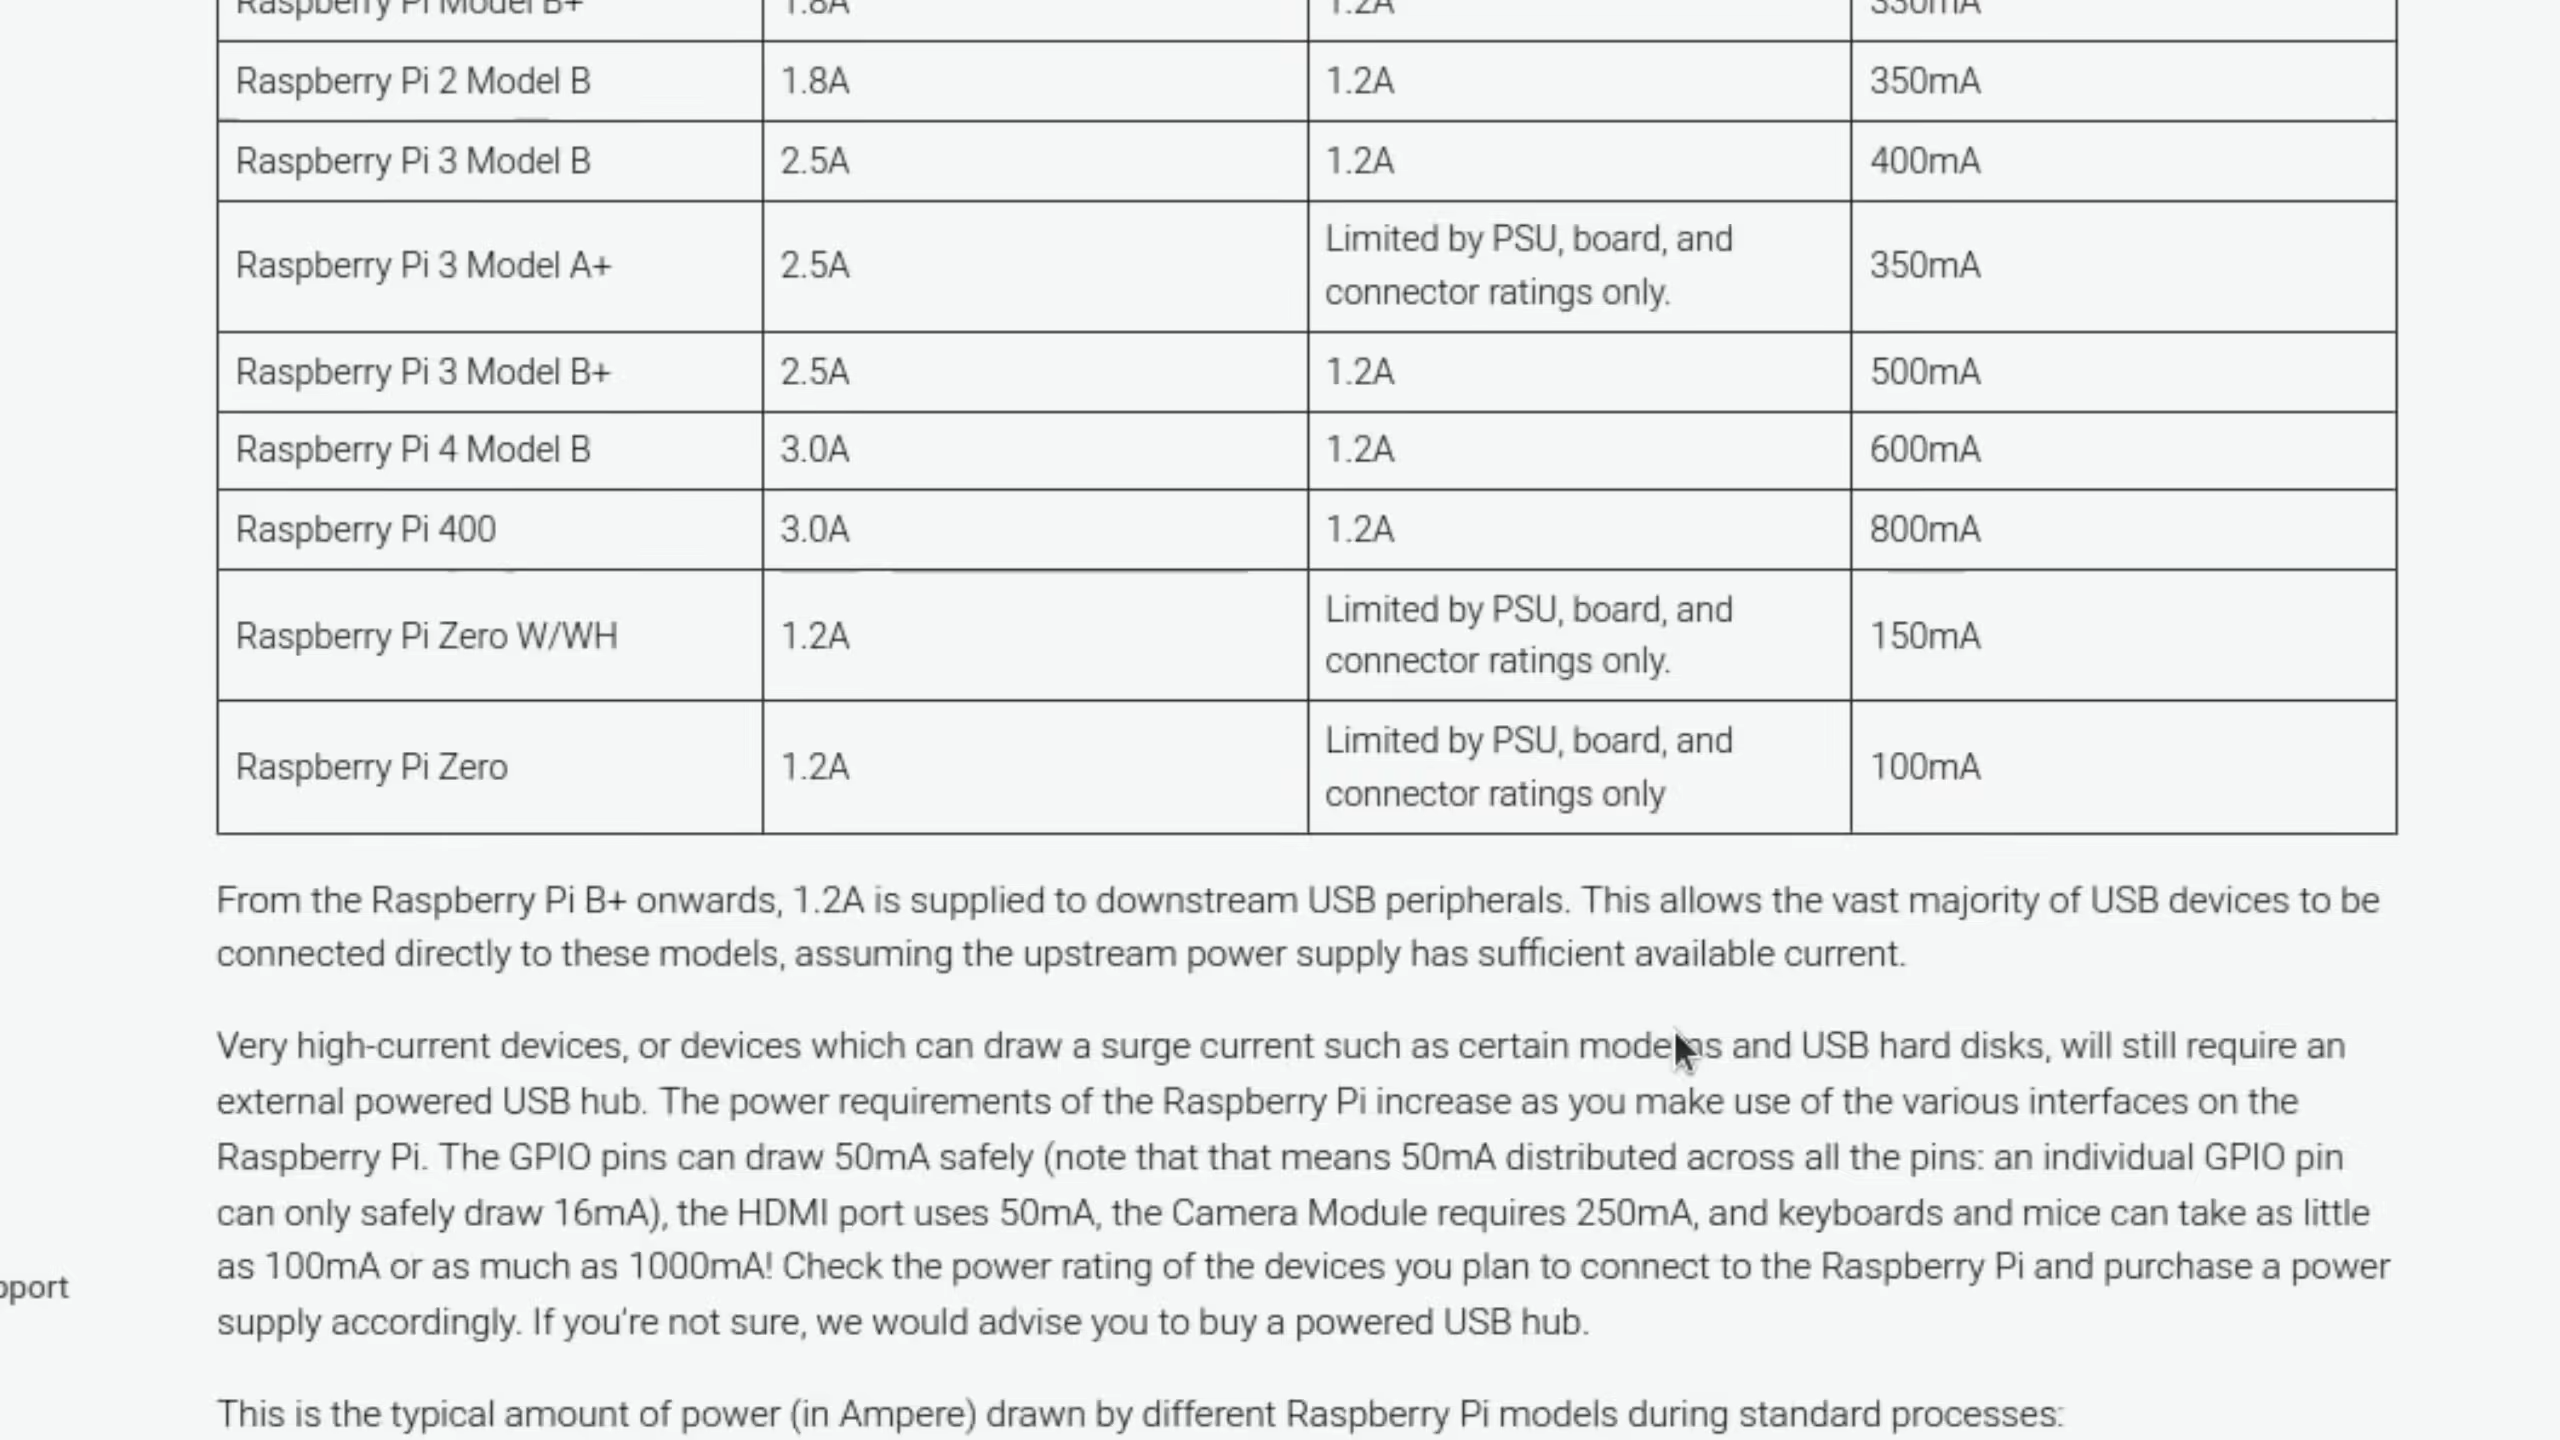 Raspberry Pi Model B+ 1.8A 1.2A 330mA
Raspberry Pi 2 Model B 1.8A 1.2A 350mA
Raspberry Pi 3 Model B 2.5A 1.2A 400mA
Raspberry Pi 3 Model A+ 2.5A Limited by PSU, board, and 350mA
connector ratings only.
Raspberry Pi 3 Model B+ 2.5A 1.2A 500mA
Raspberry Pi 4 Model B 3.0A 1.2A 600mA
Raspberry Pi 400 3.0A 1.2A 800mA
Raspberry Pi Zero W/WH 1.2A Limited by PSU, board, and 150mA
connector ratings only.
Raspberry Pi Zero 1.2A Limited by PSU, board, and 100mA
connector ratings only
From the Raspberry Pi B+ onwards, 1.2A is supplied to downstream USB peripherals. This allows the vast majority of USB devices to be
connected directly to these models, assuming the upstream power supply has sufficient available current.
Very high-current devices, or devices which can draw a surge current such as certain modems and USB hard disks, will still require an
external powered USB hub. The power requirements of the Raspberry Pi increase as you make use of the various interfaces on the
Raspberry Pi. The GPIO pins can draw 50mA safely (note that that means 50mA distributed across all the pins: an individual GPIO pin
can only safely draw 16mA), the HDMI port uses 50mA, the Camera Module requires 250mA, and keyboards and mice can take as little
as 100mA or as much as 1000mA! Check the power rating of the devices you plan to connect to the Raspberry Pi and purchase a power
pport
supply accordingly. If you're not sure, we would advise you to buy a powered USB hub.
This is the typical amount of power (in Ampere) drawn by different Raspberry Pi models during standard processes: